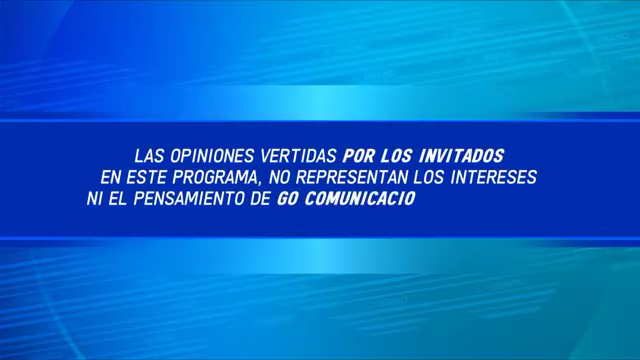 LAS OPINIONES VERTIDAS POR LOS INVITADOS
EN ESTE PROGRAMA, NO REPRESENTAN LOS INTERESES
NI EL PENSAMIENTO DE GO COMUNICACIO